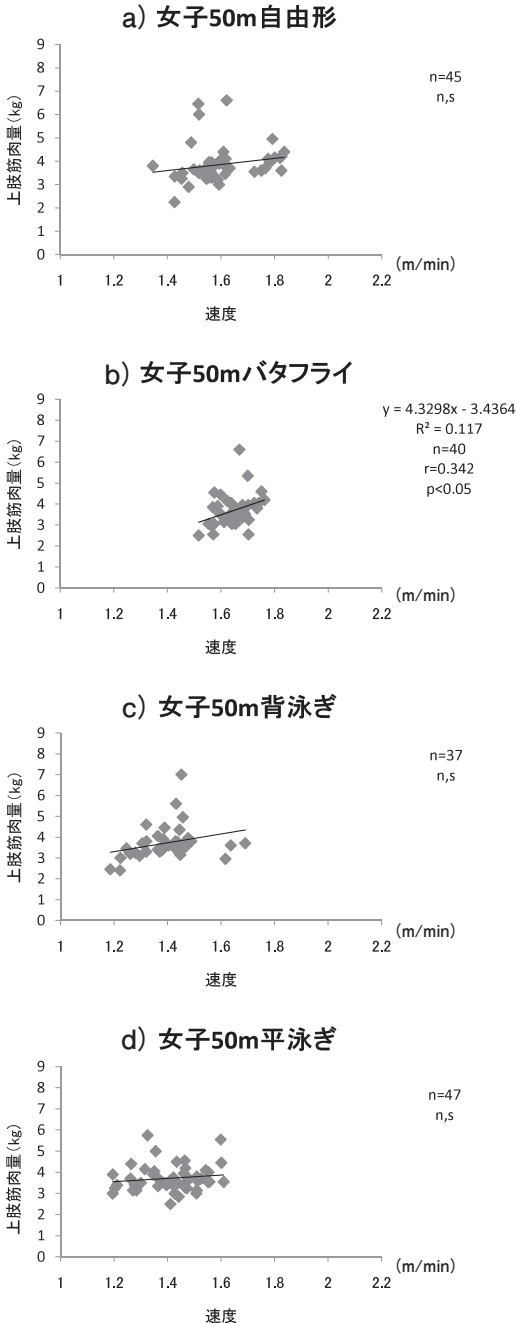 a) 女子50m自由形
n=45
n,s
上肢筋肉量(kg)
9
8
7
6
5
4
3
2
1
0
1 1.2 1.4 1.6 1.8 2 2.2
(m/min)
速度
b) 女子50mバタフライ
y = 4.3298x - 3.4364
R² = 0.117
n=40
r=0.342
p<0.05
上肢筋肉量(kg)
9
8
7
6
5
4
3
2
1
0
1 1.2 1.4 1.6 1.8 2 2.2
(m/min)
速度
c) 女子50m背泳ぎ
n=37
n,s
上肢筋肉量(kg)
9
8
7
6
5
4
3
2
1
0
1 1.2 1.4 1.6 1.8 2 2.2
(m/min)
速度
d) 女子50m平泳ぎ
n=47
n,s
上肢筋肉量(kg)
9
8
7
6
5
4
3
2
1
0
1 1.2 1.4 1.6 1.8 2 2.2
(m/min)
速度